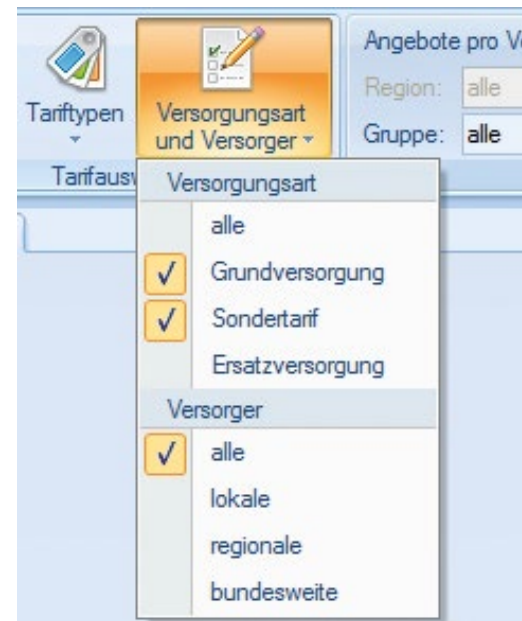 Angebote pro
Region: alle
Gruppe: alle
Tariftypen
Versorgungsart
und Versorger
Versorgungsart
alle
Grundversorgung
Sondertarif
Ersatzversorgung
Versorger
alle
lokale
regionale
bundesweite